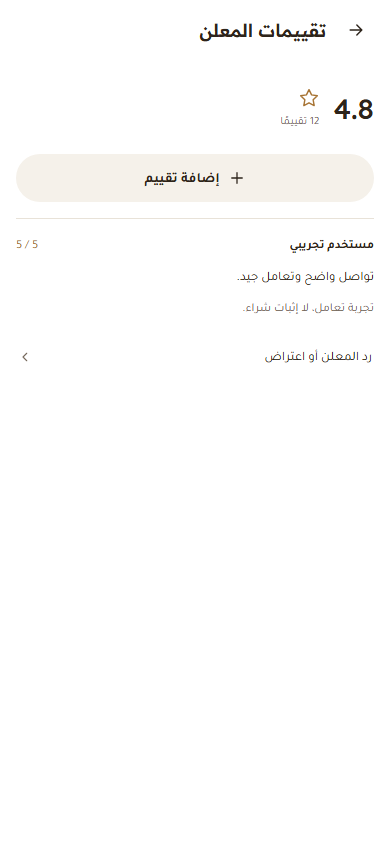 تقييمات المعلن
4.8
12 تقييمًا
إضافة تقييم
مستخدم تجريبي
5 / 5
تواصل واضح وتعامل جيد.
تجربة تعامل، لا إثبات شراء.
رد المعلن أو اعتراض